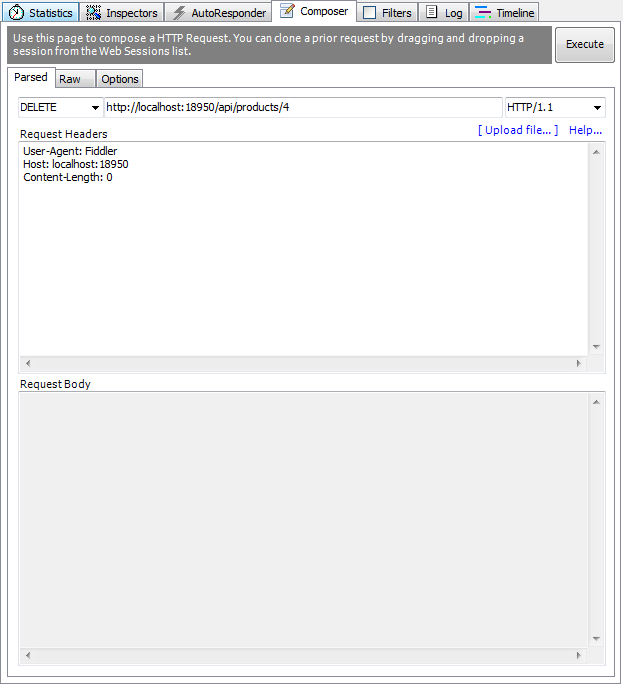 Statistics Inspectors AutoResponder Composer Filters Log Timeline
Use this page to compose a HTTP Request. You can clone a prior request by dragging and dropping a
session from the Web Sessions list.
Execute
Parsed Raw Options
DELETE http://localhost:18950/api/products/4 HTTP/1.1
Request Headers [ Upload file... ] Help...
User-Agent: Fiddler
Host: localhost:18950
Content-Length: 0
Request Body